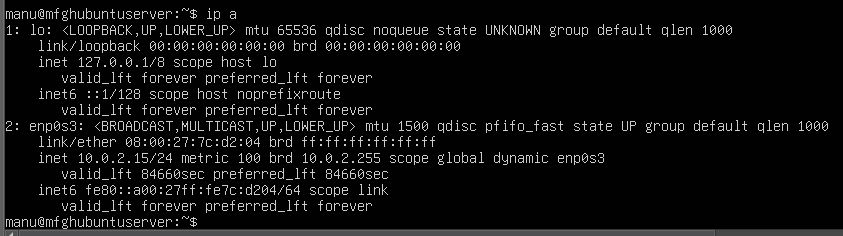 manu@mfghubuntuserver:~$ ip a
1: lo: <LOOPBACK,UP,LOWER_UP> mtu 65536 qdisc noqueue state UNKNOWN group default qlen 1000
    link/loopback 00:00:00:00:00:00 brd 00:00:00:00:00:00
    inet 127.0.0.1/8 scope host lo
       valid_lft forever preferred_lft forever
    inet6 ::1/128 scope host noprefixroute
       valid_lft forever preferred_lft forever
2: enp0s3: <BROADCAST,MULTICAST,UP,LOWER_UP> mtu 1500 qdisc pfifo_fast state UP group default qlen 1000
    link/ether 08:00:27:7c:d2:04 brd ff:ff:ff:ff:ff:ff
    inet 10.0.2.15/24 metric 100 brd 10.0.2.255 scope global dynamic enp0s3
       valid_lft 84660sec preferred_lft 84660sec
    inet6 fe80::a00:27ff:fe7c:d204/64 scope link
       valid_lft forever preferred_lft forever
manu@mfghubuntuserver:~$